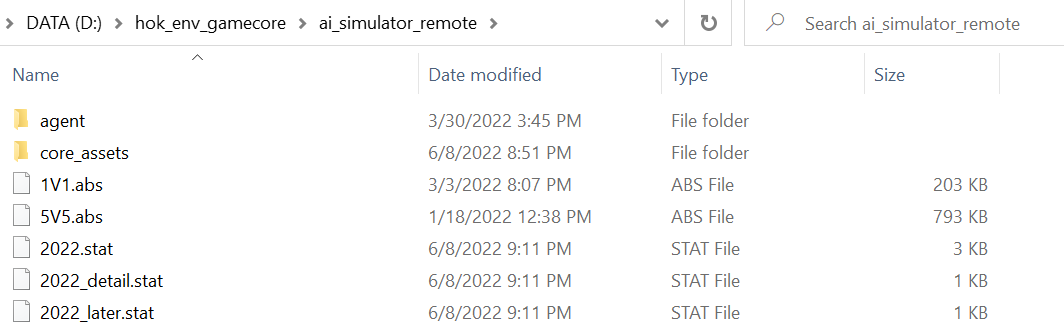 DATA (D:) hok_env_gamecore ai_simulator_remote Search ai_simulator_remote
Name Date modified Type Size
agent 3/30/2022 3:45 PM File folder
core_assets 6/8/2022 8:51 PM File folder
1V1.abs 3/3/2022 8:07 PM ABS File 203 KB
5V5.abs 1/18/2022 12:38 PM ABS File 793 KB
2022.stat 6/8/2022 9:11 PM STAT File 3 KB
2022_detail.stat 6/8/2022 9:11 PM STAT File 1 KB
2022_later.stat 6/8/2022 9:11 PM STAT File 1 KB